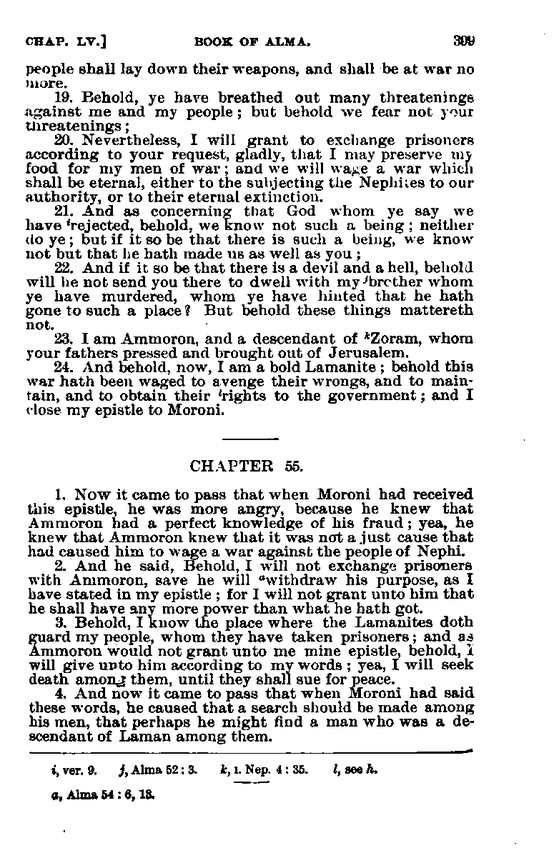 CHAP. LV.] BOOK OF ALMA. 399
people shall lay down their weapons, and shall be at war no
more.
19. Behold, ye have breathed out many threatenings
against me and my people; but behold we fear not your
threatenings;
20. Nevertheless, I will grant to exchange prisoners
according to your request, gladly, that I may preserve my
food for my men of war; and we will wage a war which
shall be eternal, either to the subjecting the Nephites to our
authority, or to their eternal extinction.
21. And as concerning that God whom ye say we
have ⁱrejected, behold, we know not such a being; neither
do ye; but if it so be that there is such a being, we know
not but that he hath made us as well as you;
22. And if it so be that there is a devil and a hell, behold
will he not send you there to dwell with my ʲbrother whom
ye have murdered, whom ye have hinted that he hath
gone to such a place? But behold these things mattereth
not.
23. I am Ammoron, and a descendant of ᵏZoram, whom
your fathers pressed and brought out of Jerusalem.
24. And behold, now, I am a bold Lamanite; behold this
war hath been waged to avenge their wrongs, and to main-
tain, and to obtain their ˡrights to the government; and I
close my epistle to Moroni.
CHAPTER 55.
1. Now it came to pass that when Moroni had received
this epistle, he was more angry, because he knew that
Ammoron had a perfect knowledge of his fraud; yea, he
knew that Ammoron knew that it was not a just cause that
had caused him to wage a war against the people of Nephi.
2. And he said, Behold, I will not exchange prisoners
with Ammoron, save he will ᵃwithdraw his purpose, as I
have stated in my epistle; for I will not grant unto him that
he shall have any more power than what he hath got.
3. Behold, I know the place where the Lamanites doth
guard my people, whom they have taken prisoners; and as
Ammoron would not grant unto me mine epistle, behold, I
will give unto him according to my words; yea, I will seek
death among them, until they shall sue for peace.
4. And now it came to pass that when Moroni had said
these words, he caused that a search should be made among
his men, that perhaps he might find a man who was a de-
scendant of Laman among them.
i, ver. 9. j, Alma 52:3. k, 1. Nep. 4:35. l, see h.
a, Alma 54:6, 13.